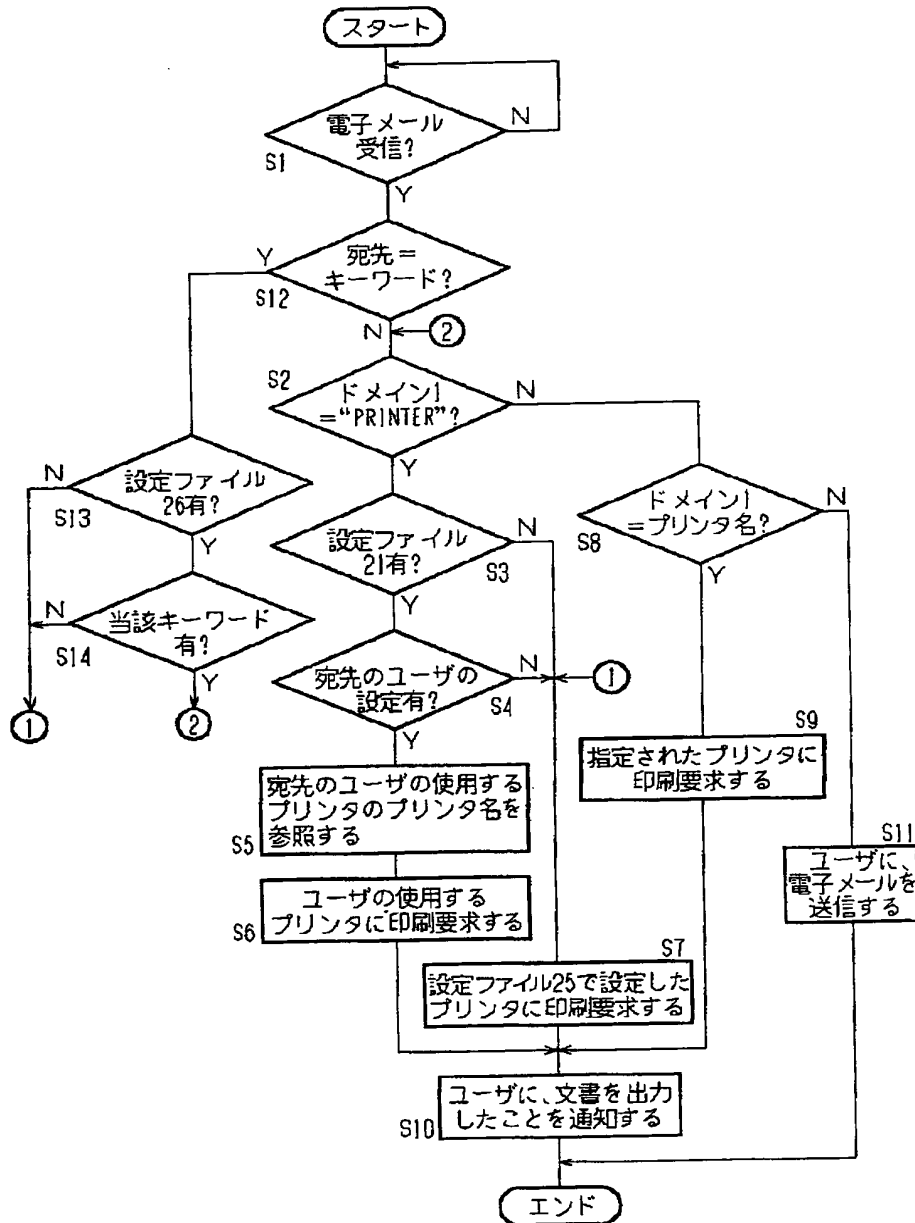 スタート
電子メール
受信?
N
S1
Y
宛先=
キーワード?
Y
S12
N
②
S2
ドメイン1
="PRINTER"?
N
Y
設定ファイル
26有?
N
S13
Y
設定ファイル
21有?
N
S3
Y
ドメイン1
=プリンタ名?
N
S8
Y
当該キーワード
有?
N
S14
Y
宛先のユーザの
設定有?
N
S4
Y
①
①
②
S9
指定されたプリンタに
印刷要求する
宛先のユーザの使用する
プリンタのプリンタ名を
参照する
S5
S11
ユーザに、
電子メールを
送信する
ユーザの使用する
プリンタに印刷要求する
S6
S7
設定ファイル25で設定した
プリンタに印刷要求する
ユーザに、文書を出力
したことを通知する
S10
エンド